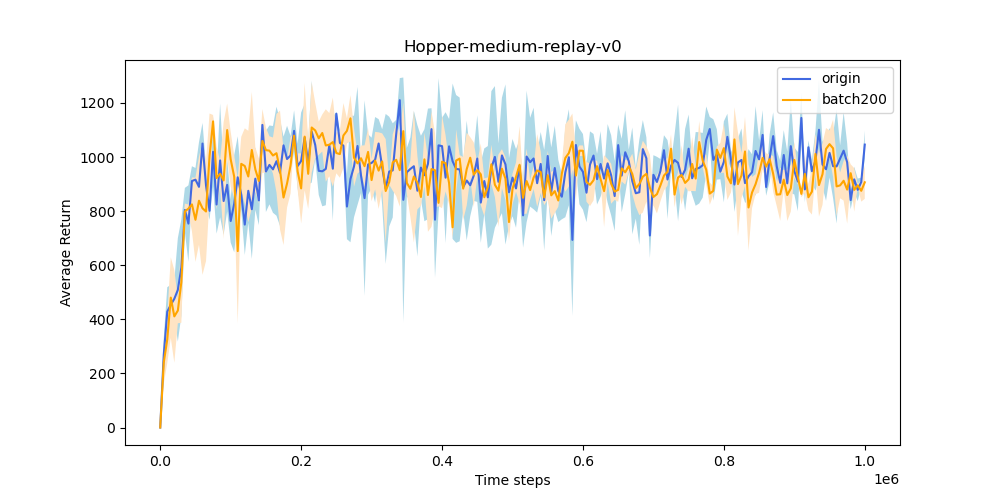 Hopper-medium-replay-v0
origin
batch200
Average Return
1200
1000
800
600
400
200
0
0.0
0.2
0.4
0.6
0.8
1.0
1e6
Time steps